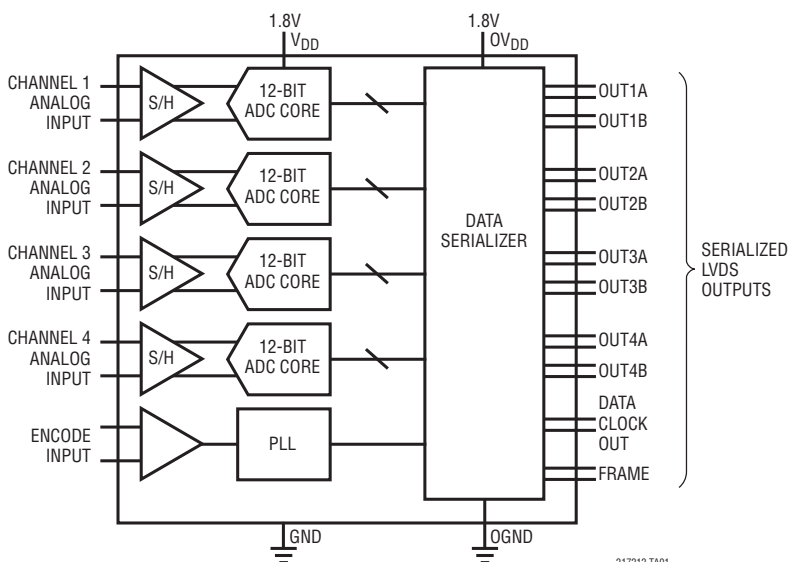 1.8V
V_DD
1.8V
OV_DD
CHANNEL 1
ANALOG
INPUT
S/H
12-BIT
ADC CORE
CHANNEL 2
ANALOG
INPUT
S/H
12-BIT
ADC CORE
CHANNEL 3
ANALOG
INPUT
S/H
12-BIT
ADC CORE
CHANNEL 4
ANALOG
INPUT
S/H
12-BIT
ADC CORE
ENCODE
INPUT
PLL
DATA
SERIALIZER
OUT1A
OUT1B
OUT2A
OUT2B
OUT3A
OUT3B
OUT4A
OUT4B
DATA
CLOCK
OUT
FRAME
SERIALIZED
LVDS
OUTPUTS
GND
OGND